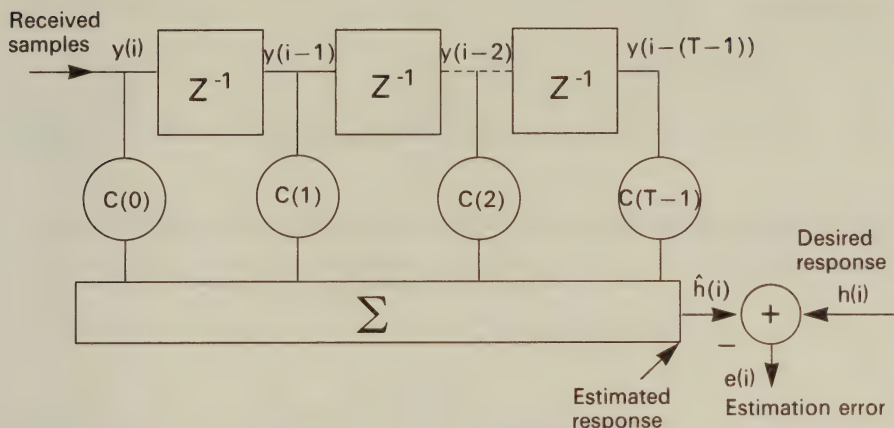 Received
samples
y(i)
y(i−1)
y(i−2)
y(i−(T−1))
Z⁻¹
Z⁻¹
Z⁻¹
C(0)
C(1)
C(2)
C(T−1)
Σ
ĥ(i)
Desired
response
h(i)
+
−
e(i)
Estimation error
Estimated
response